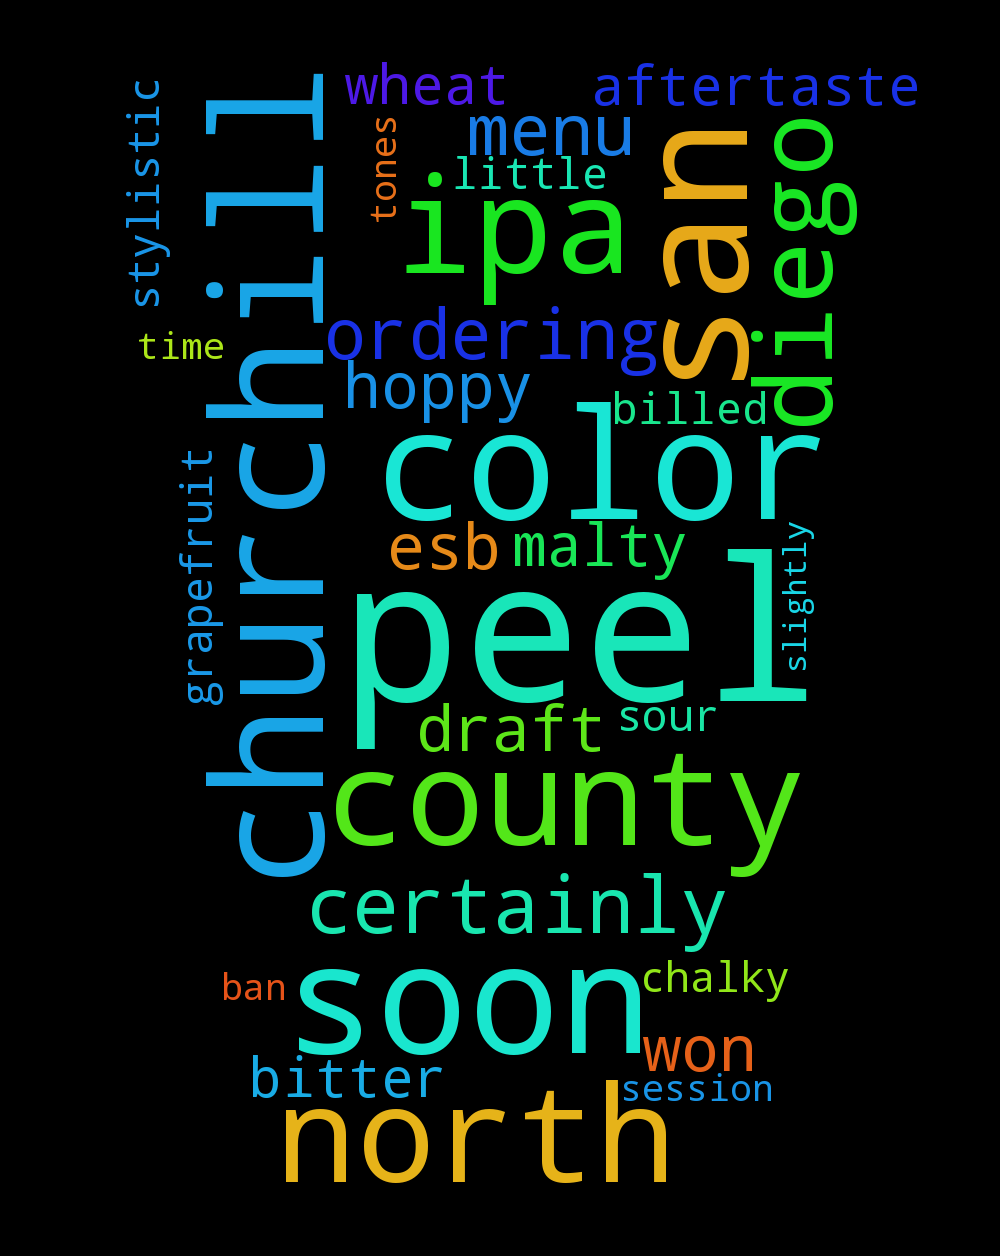 wheat
aftertaste
stylistic
churchill
tones
menu
little
ipa
san
diego
time
ordering
hoppy
billed
color
grapefruit
esb
malty
slightly
peel
draft
sour
county
certainly
ban
soon
chalky
won
bitter
session
north